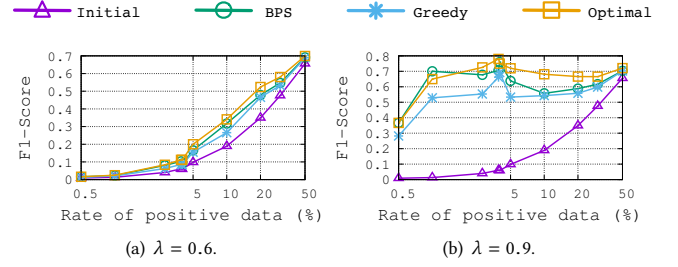 Initial BPS Greedy Optimal
0.7
0.6
0.5
0.4
0.3
0.2
0.1
0
F1-Score
0.5 5 10 20 50
Rate of positive data (%)
(a) λ = 0.6.
0.8
0.7
0.6
0.5
0.4
0.3
0.2
0.1
0
F1-Score
0.5 5 10 20 50
Rate of positive data (%)
(b) λ = 0.9.